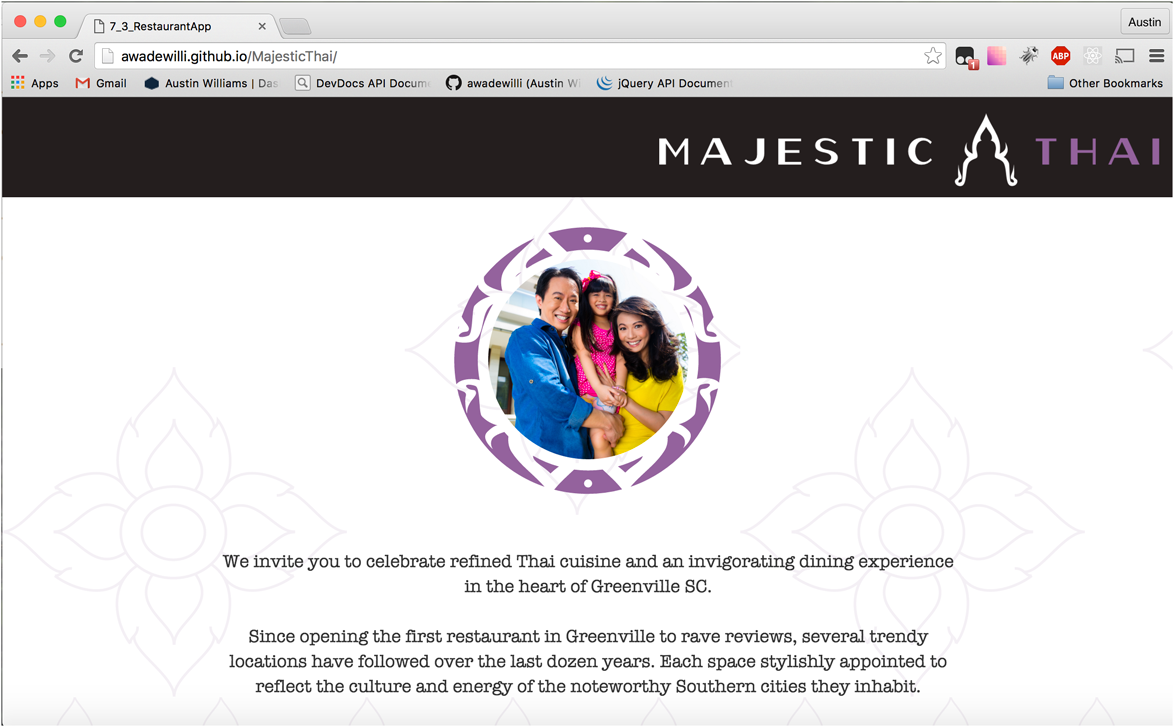 7_3_RestaurantApp
Austin
awadewilli.github.io/MajesticThai/
ABP
1
Apps
Gmail
Austin Williams | Das
DevDocs API Docume
awadewilli (Austin Wi
jQuery API Document
Other Bookmarks
MAJESTIC THAI
We invite you to celebrate refined Thai cuisine and an invigorating dining experience
in the heart of Greenville SC.
Since opening the first restaurant in Greenville to rave reviews, several trendy
locations have followed over the last dozen years. Each space stylishly appointed to
reflect the culture and energy of the noteworthy Southern cities they inhabit.